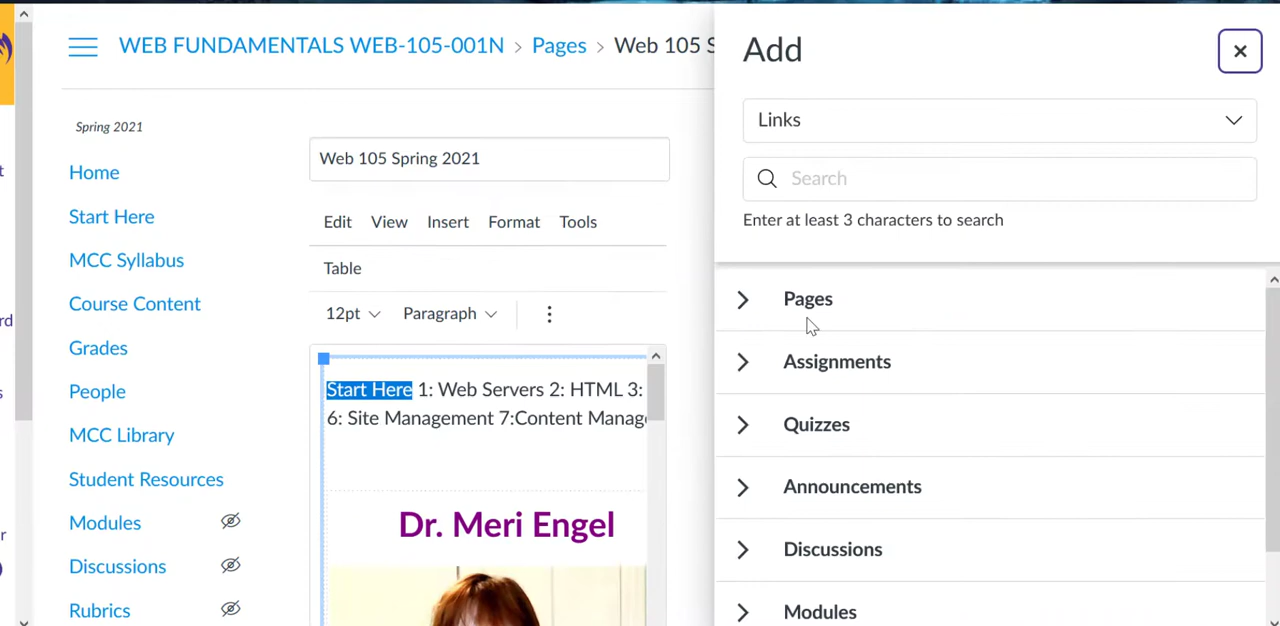 WEB FUNDAMENTALS WEB-105-001N > Pages > Web 105 S
Spring 2021
Home
Start Here
MCC Syllabus
Course Content
Grades
People
MCC Library
Student Resources
Modules
Discussions
Rubrics
Web 105 Spring 2021
Edit View Insert Format Tools
Table
12pt Paragraph
Start Here 1: Web Servers 2: HTML 3:
6: Site Management 7:Content Manag
Dr. Meri Engel
Add
Links
Search
Enter at least 3 characters to search
Pages
Assignments
Quizzes
Announcements
Discussions
Modules